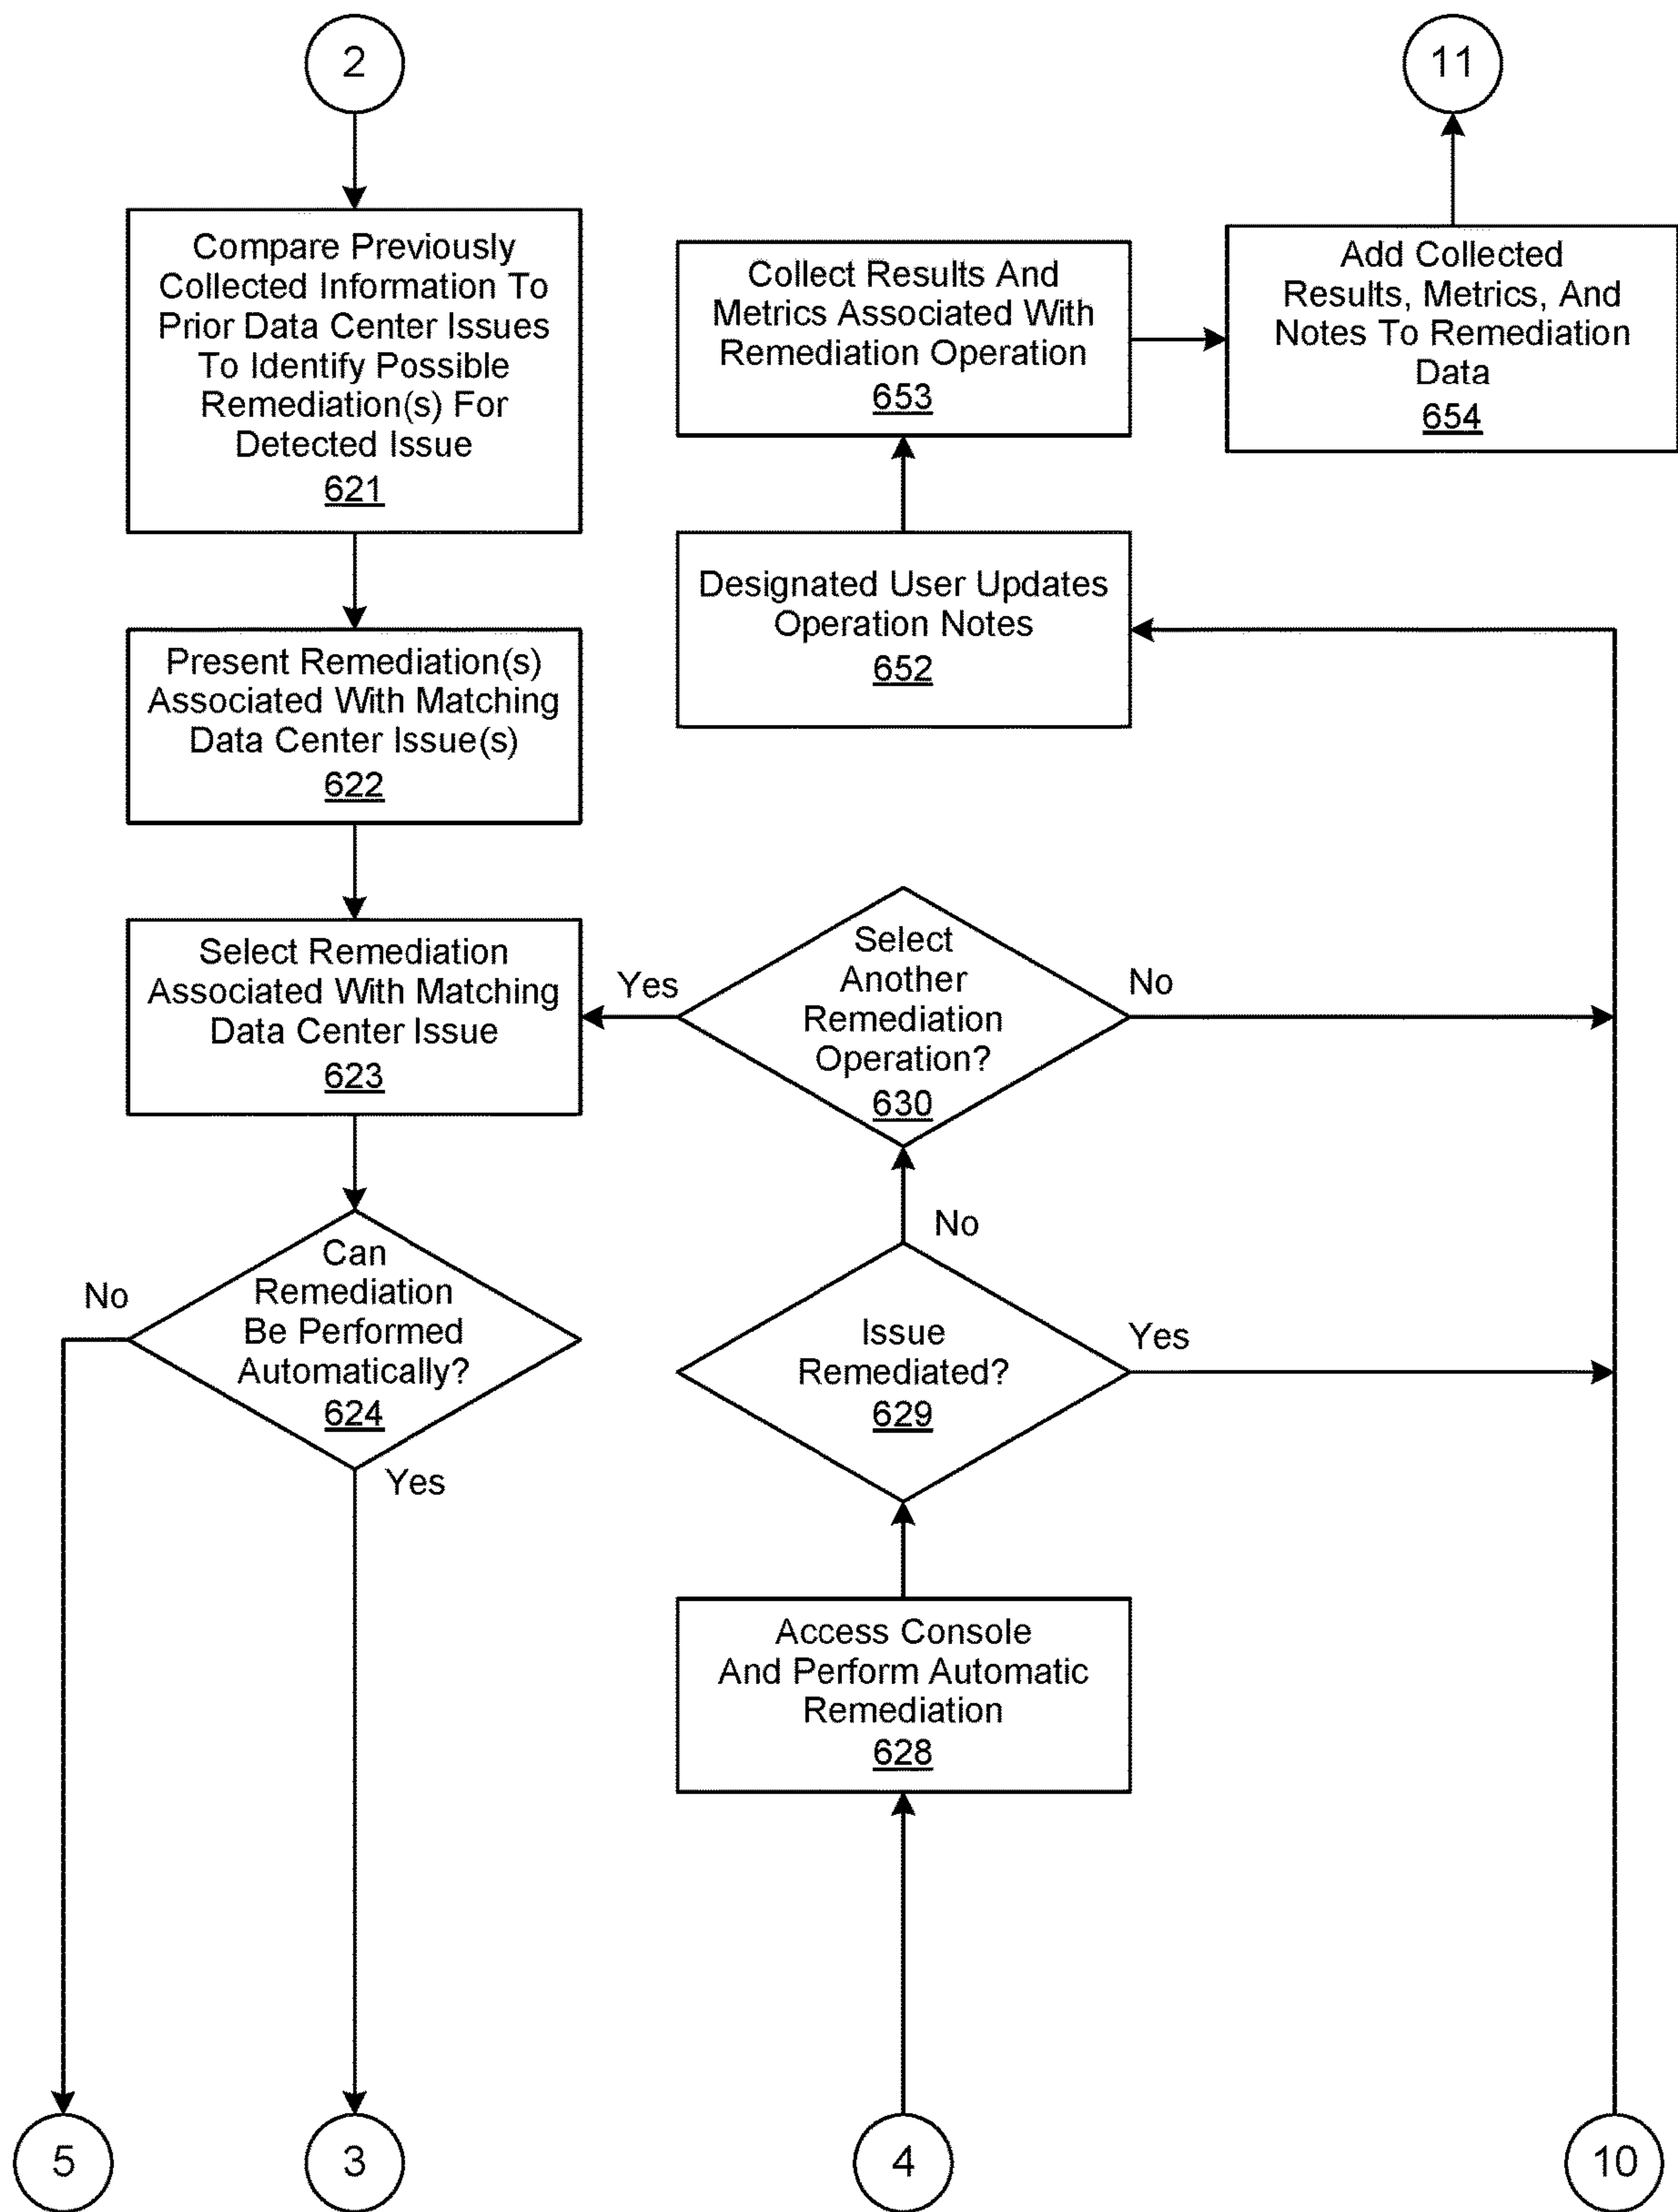 2
11
Compare Previously
Collected Information To
Prior Data Center Issues
To Identify Possible
Remediation(s) For
Detected Issue
621
Collect Results And
Metrics Associated With
Remediation Operation
653
Add Collected
Results, Metrics, And
Notes To Remediation
Data
654
Designated User Updates
Operation Notes
652
Present Remediation(s)
Associated With Matching
Data Center Issue(s)
622
Select Remediation
Associated With Matching
Data Center Issue
623
Yes
Select
Another
Remediation
Operation?
630
No
No
Can
Remediation
Be Performed
Automatically?
624
No
Yes
Issue
Remediated?
629
Yes
Access Console
And Perform Automatic
Remediation
628
5
3
4
10